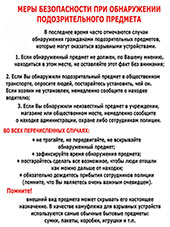 МЕРЫ БЕЗОПАСНОСТИ ПРИ ОБНАРУЖЕНИИ
ПОДОЗРИТЕЛЬНОГО ПРЕДМЕТА
В последнее время часто отмечаются случаи
обнаружения гражданами подозрительных предметов,
которые могут оказаться взрывными устройствами.
1. Если обнаруженный предмет не должен, по Вашему мнению,
находиться в этом месте, не оставляйте этот факт без внимания;
2. Если Вы обнаружили подозрительный предмет в общественном
транспорте, опросите людей, постарайтесь установить, чей он.
Если хозяин не установлен, немедленно сообщите о находке
водителю;
3. Если Вы обнаружили неизвестный предмет в учреждении,
магазине или общественном месте, немедленно сообщите
о находке администрации, охране либо сотрудникам полиции.
ВО ВСЕХ ПЕРЕЧИСЛЕННЫХ СЛУЧАЯХ:
• не трогайте, не передвигайте, не вскрывайте
обнаруженный предмет;
• зафиксируйте время обнаружения предмета;
• постарайтесь сделать все возможное, чтобы люди отошли
как можно дальше от находки;
• обязательно дождитесь прибытия сотрудников полиции
(помните, что Вы являетесь очень важным очевидцем).
Помните!
внешний вид предмета может скрывать его настоящее
назначение. В качестве камуфляжа для взрывных устройств
используются самые обычные бытовые предметы:
сумки, пакеты, коробки, игрушки и т.п.